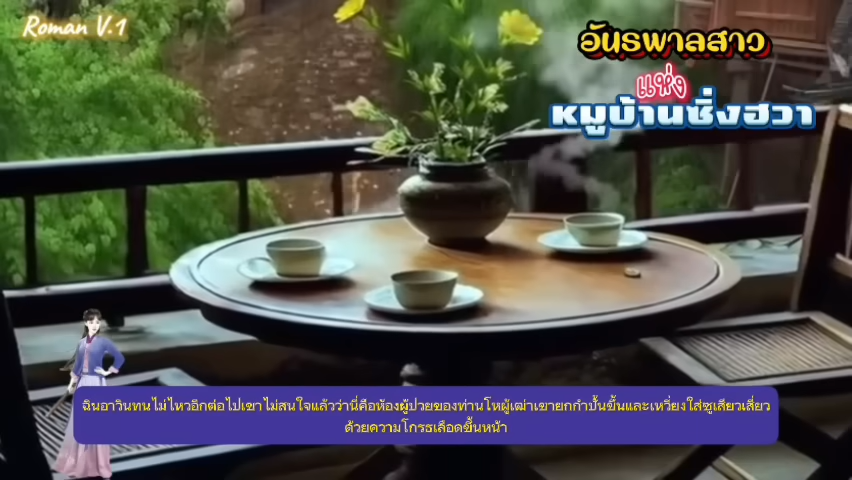 Roman V.1
อันธพาลสาว
แห่ง
หมู่บ้านซิ่งฮวา
ฉินอาวินทนไม่ไหวอีกต่อไปเขาไม่สนใจแล้วว่านี่คือห้องผู้ป่วยของท่านโหผู้เฒ่าเขายกกำปั้นขึ้นและเหวี่ยงใส่ซูเสียวเสี่ยว
ด้วยความโกรธเลือดขึ้นหน้า